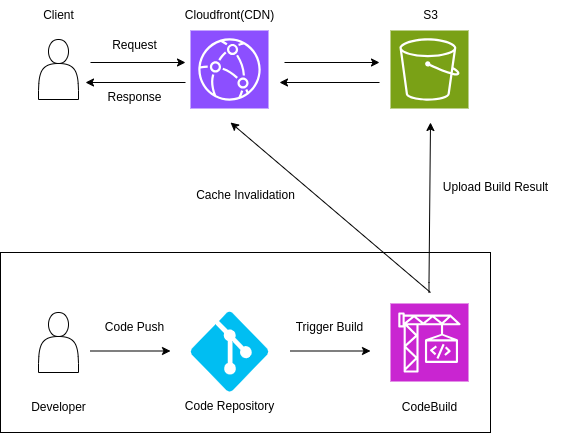 Client
Cloudfront(CDN)
S3
Request
Response
Cache Invalidation
Upload Build Result
Code Push
Trigger Build
Developer
Code Repository
CodeBuild